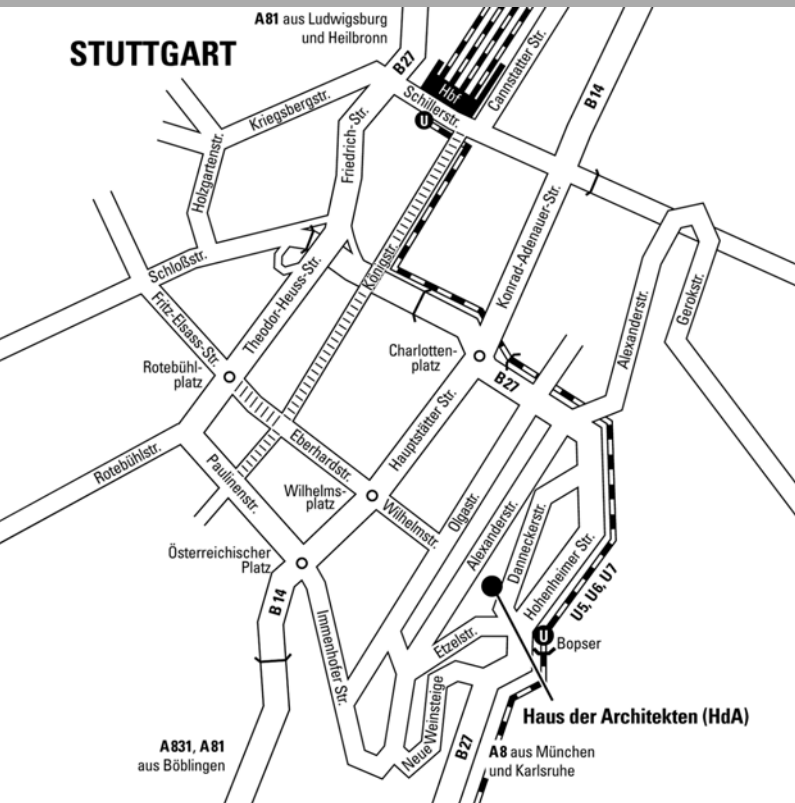 A81 aus Ludwigsburg
und Heilbronn
STUTTGART
B27
Hbf
Cannstatter Str.
Schillerstr.
U
B14
Kriegsbergstr.
Friedrich-Str.
Holzgartenstr.
Königstr.
Konrad-Adenauer-Str.
Schloßstr.
Theodor-Heuss-Str.
Fritz-Elsass-Str.
Alexanderstr.
Gerokstr.
Charlotten-
platz
B27
Rotebühl-
platz
Hauptstätter Str.
Eberhardstr.
Rotebühlstr.
Paulinenstr.
Wilhelms-
platz
Wilhelmstr.
Olgastr.
Alexanderstr.
Danneckerstr.
Hohenheimer Str.
U5, U6, U7
Österreichischer
Platz
B14
Immenhofer Str.
Etzelstr.
U
Bopser
Neue Weinsteige
Haus der Architekten (HdA)
B27
A831, A81
aus Böblingen
A8 aus München
und Karlsruhe